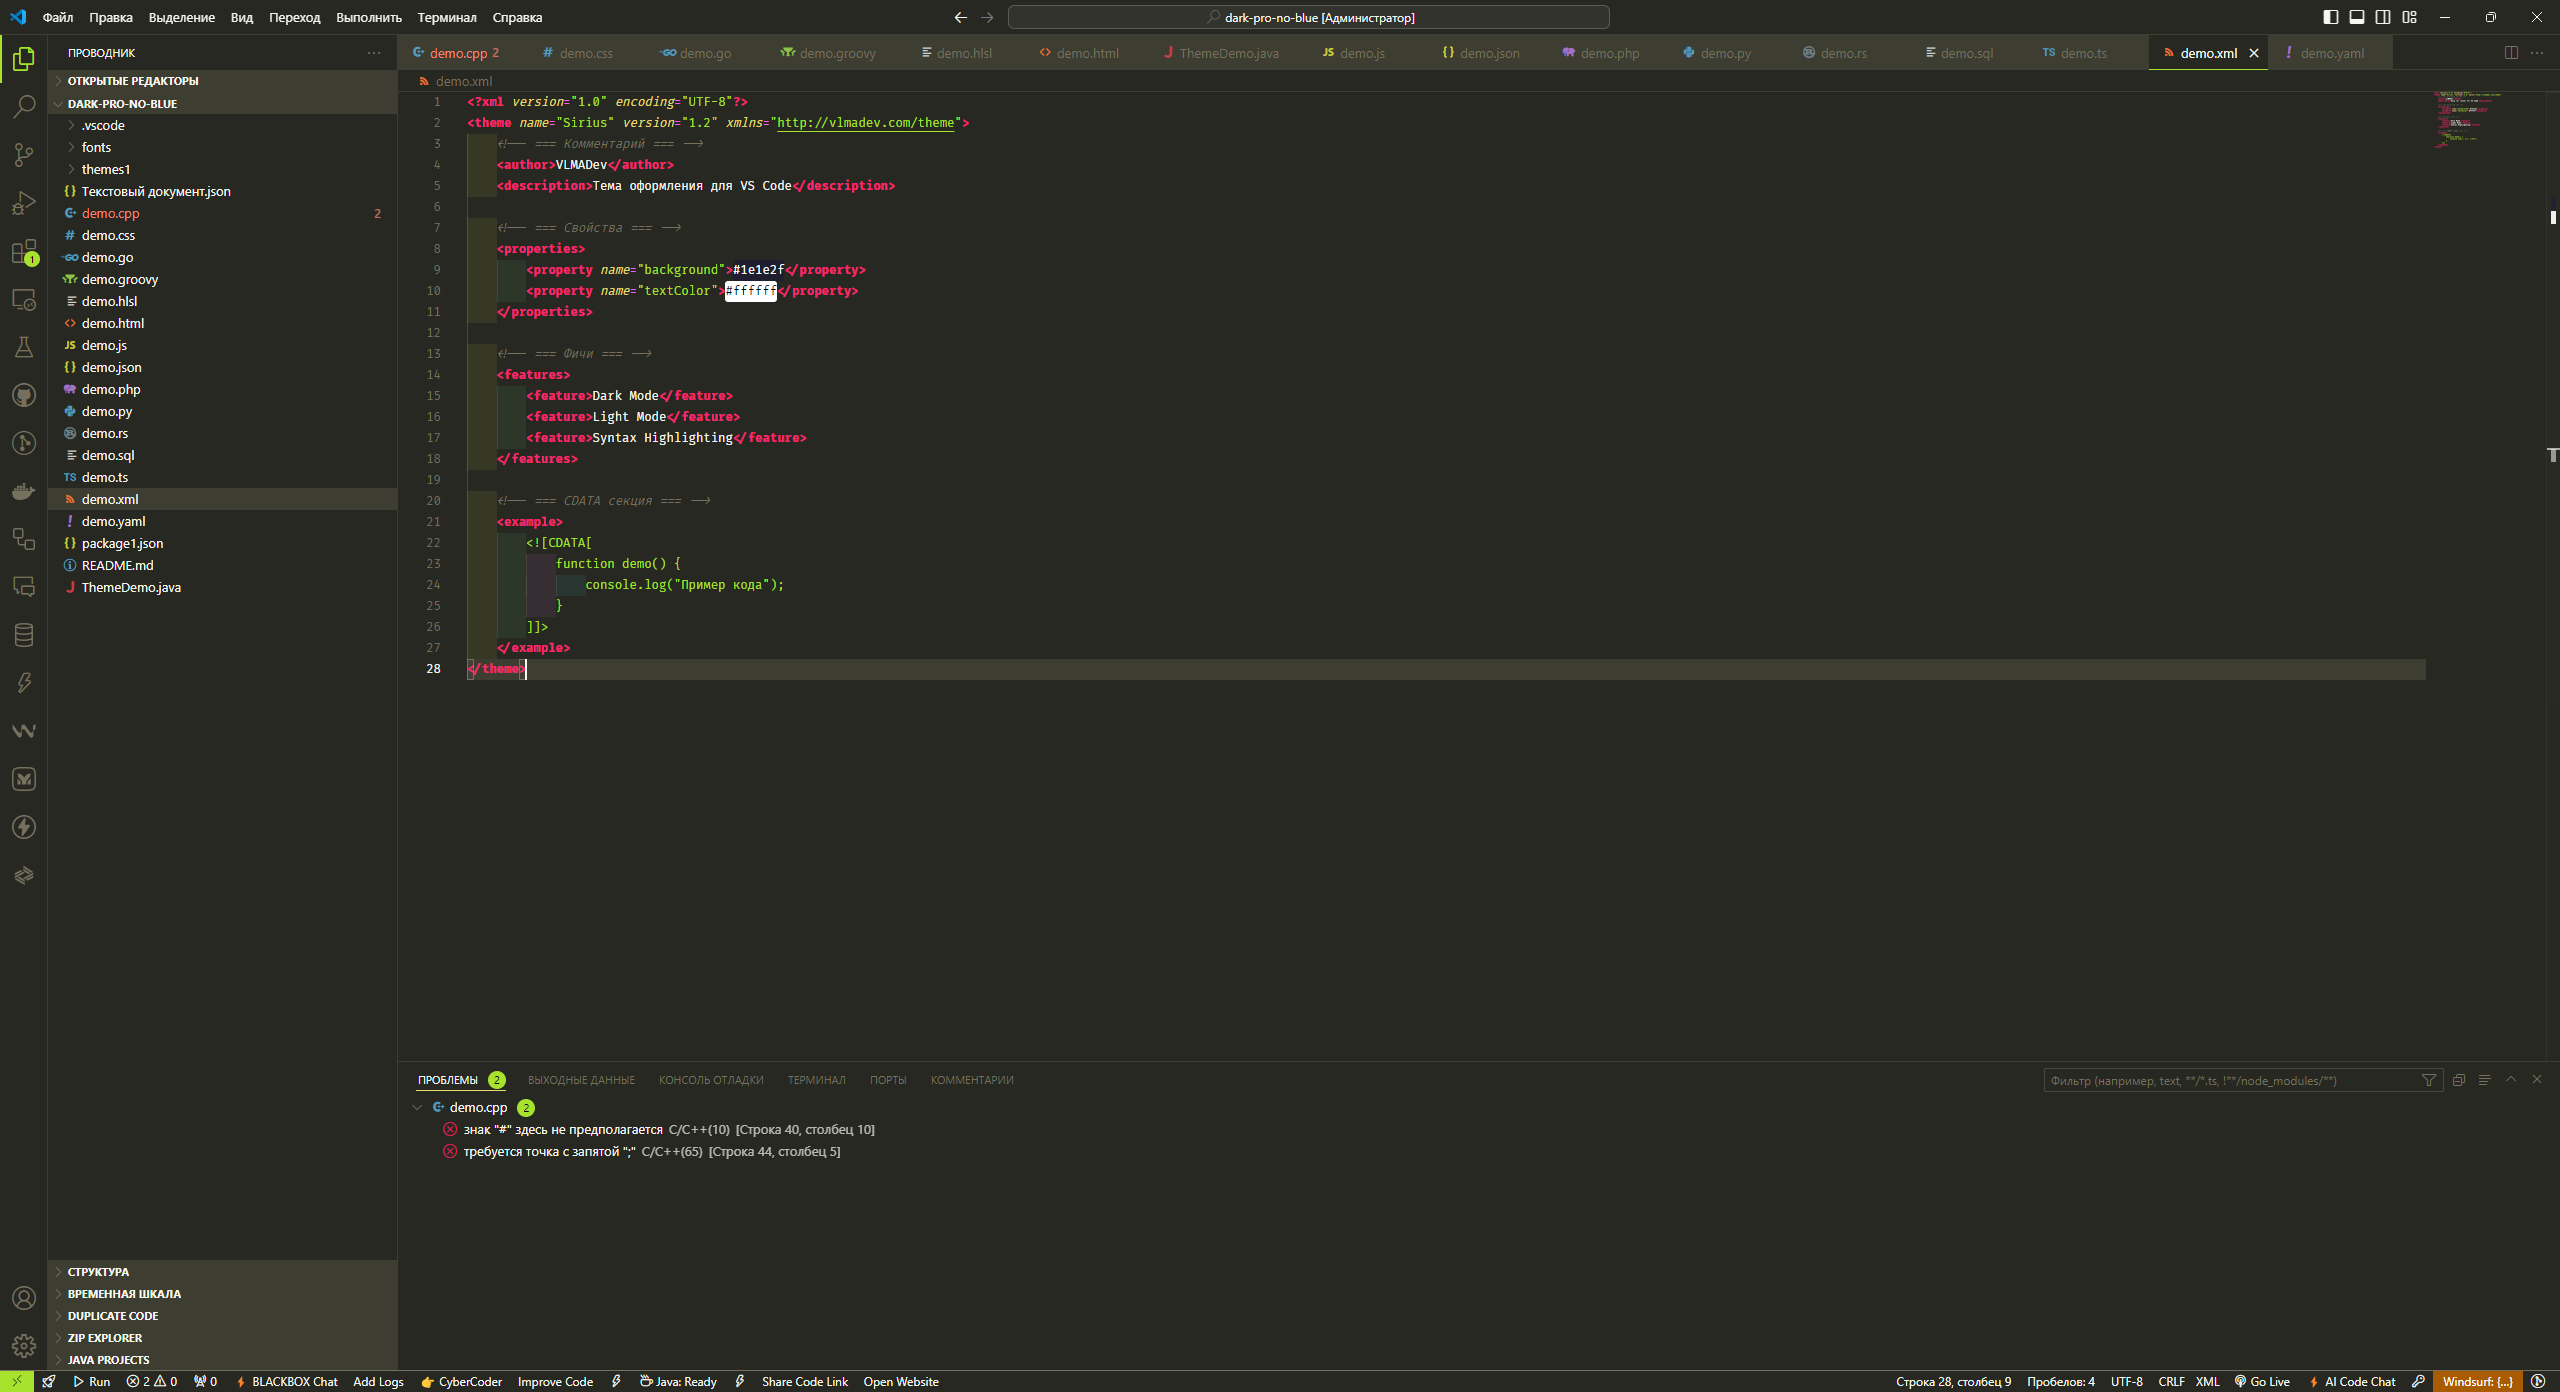 Файл Правка Выделение Вид Переход Выполнить Терминал Справка
dark-pro-no-blue [Администратор]
ПРОВОДНИК
ОТКРЫТЫЕ РЕДАКТОРЫ
DARK-PRO-NO-BLUE
.vscode
fonts
themes1
Текстовый документ.json
demo.cpp 2
demo.css
demo.go
demo.groovy
demo.hlsl
demo.html
demo.js
demo.json
demo.php
demo.py
demo.rs
demo.sql
demo.ts
demo.xml
demo.yaml
package1.json
README.md
ThemeDemo.java
СТРУКТУРА
ВРЕМЕННАЯ ШКАЛА
DUPLICATE CODE
ZIP EXPLORER
JAVA PROJECTS
demo.cpp 2 demo.css demo.go demo.groovy demo.hlsl demo.html ThemeDemo.java demo.js demo.json demo.php demo.py demo.rs demo.sql demo.ts demo.xml demo.yaml
demo.xml
1 <?xml version="1.0" encoding="UTF-8"?>
2 <theme name="Sirius" version="1.2" xmlns="http://vlmadev.com/theme">
3 <!-- === Комментарий === -->
4 <author>VLMADev</author>
5 <description>Тема оформления для VS Code</description>
6
7 <!-- === Свойства === -->
8 <properties>
9 <property name="background">#1e1e2f</property>
10 <property name="textColor">#ffffff</property>
11 </properties>
12
13 <!-- === Фичи === -->
14 <features>
15 <feature>Dark Mode</feature>
16 <feature>Light Mode</feature>
17 <feature>Syntax Highlighting</feature>
18 </features>
19
20 <!-- === CDATA секция === -->
21 <example>
22 <![CDATA[
23 function demo() {
24 console.log("Пример кода");
25 }
26 ]]>
27 </example>
28 </theme>
ПРОБЛЕМЫ 2 ВЫХОДНЫЕ ДАННЫЕ КОНСОЛЬ ОТЛАДКИ ТЕРМИНАЛ ПОРТЫ КОММЕНТАРИИ
Фильтр (например, text, **/*.ts, !**/node_modules/**)
demo.cpp 2
знак "#" здесь не предполагается C/C++(10) [Строка 40, столбец 10]
требуется точка с запятой ";" C/C++(65) [Строка 44, столбец 5]
Run 2 0 0 BLACKBOX Chat Add Logs CyberCoder Improve Code Java: Ready Share Code Link Open Website
Строка 28, столбец 9 Пробелов: 4 UTF-8 CRLF XML Go Live AI Code Chat Windsurf: {...}